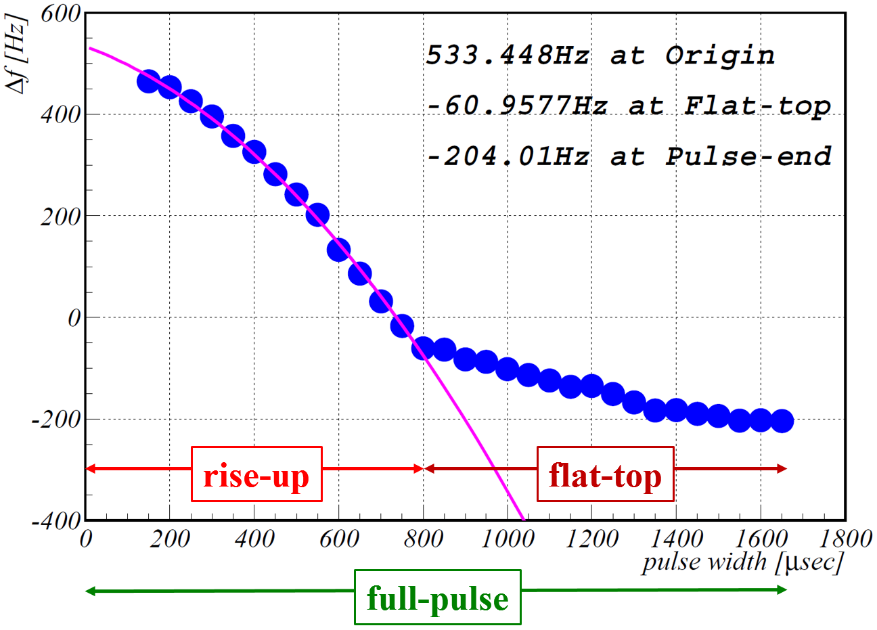 Δf [Hz]
600
400
200
0
-200
-400
533.448Hz at Origin
-60.9577Hz at Flat-top
-204.01Hz at Pulse-end
rise-up
flat-top
0 200 400 600 800 1000 1200 1400 1600 1800
pulse width [μsec]
full-pulse